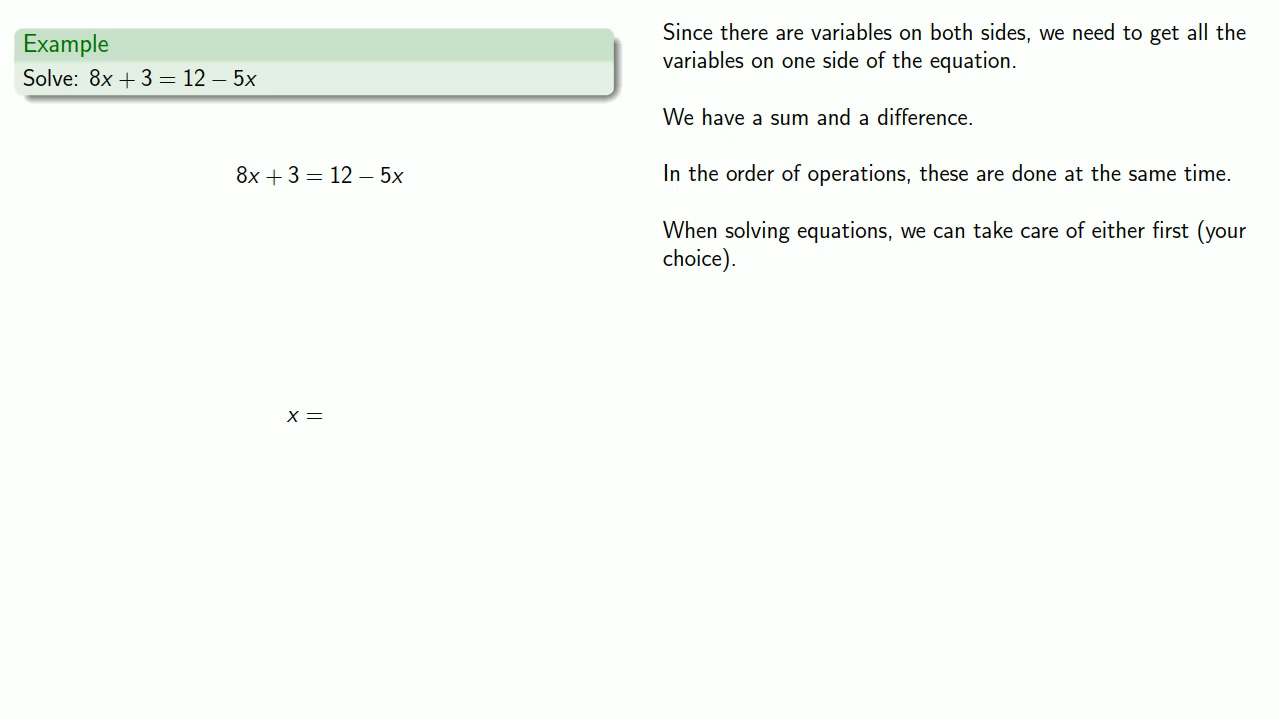 Example
Solve: 8x + 3 = 12 − 5x
8x + 3 = 12 − 5x
x =
Since there are variables on both sides, we need to get all the
variables on one side of the equation.
We have a sum and a difference.
In the order of operations, these are done at the same time.
When solving equations, we can take care of either first (your
choice).